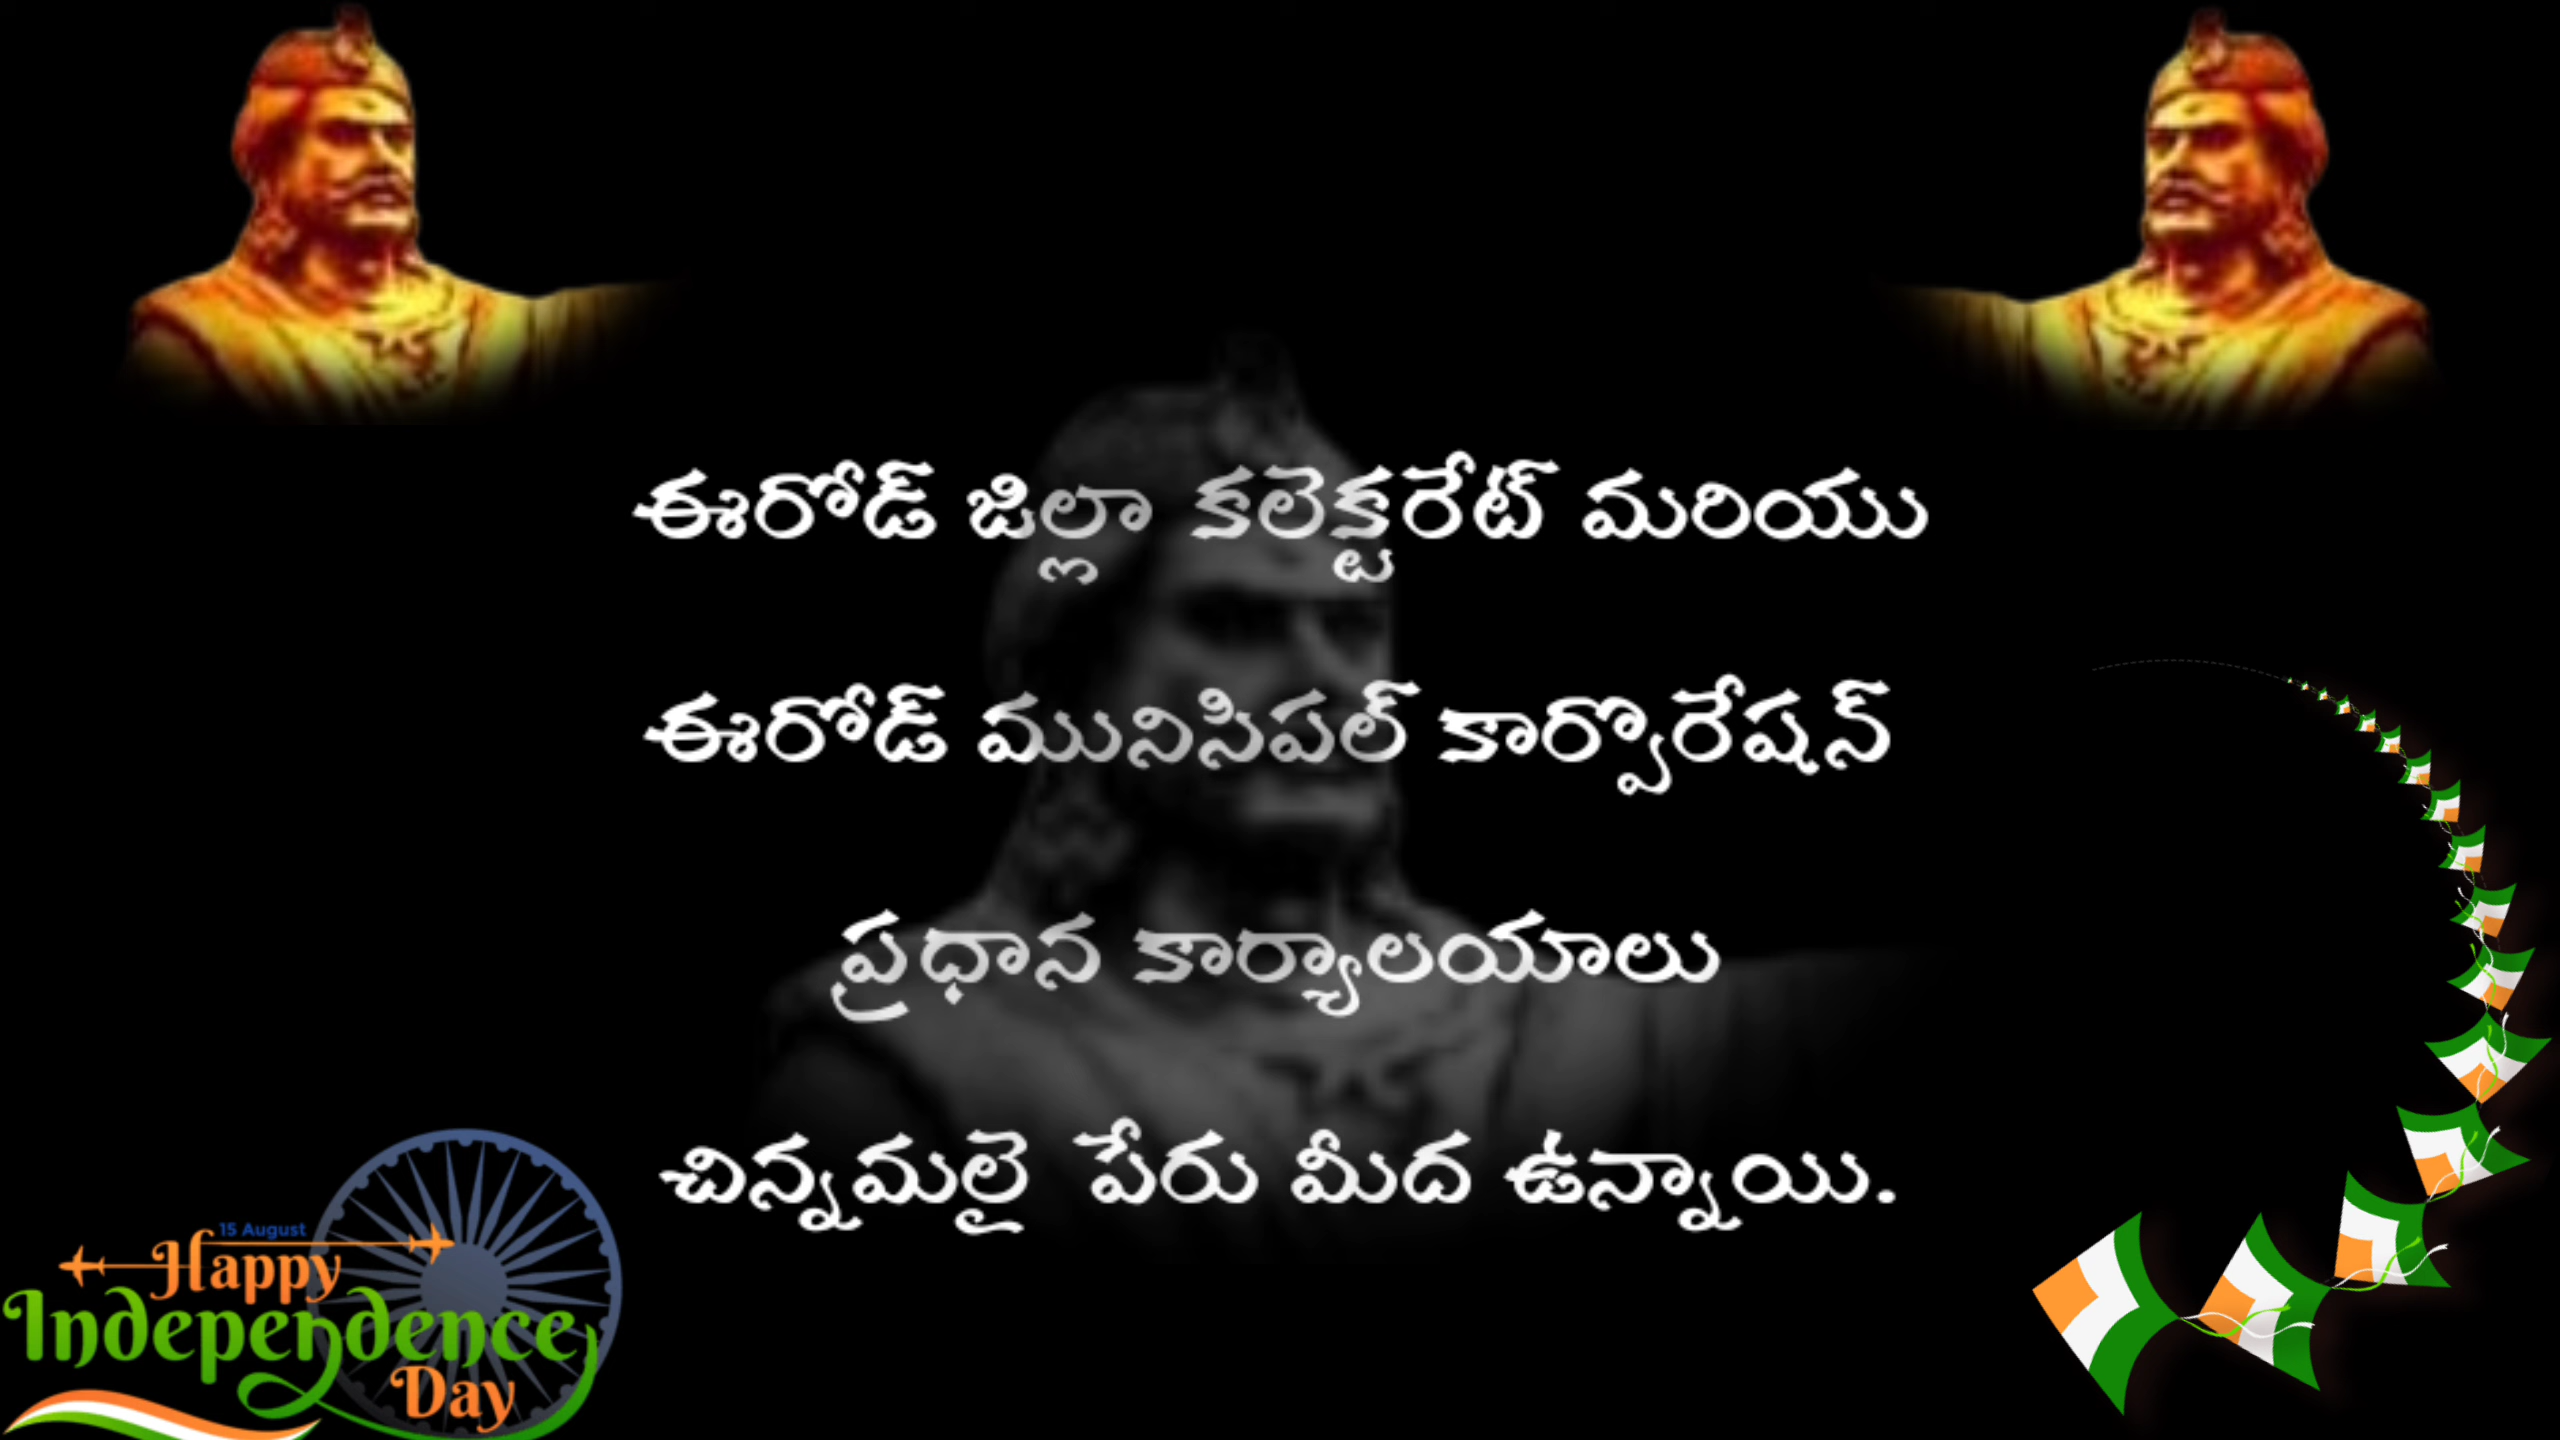 ఈరోడ్ జిల్లా కలెక్టరేట్ మరియు
ఈరోడ్ మునిసిపల్ కార్పొరేషన్
ప్రధాన కార్యాలయాలు
చిన్నమలై పేరు మీద ఉన్నాయి.
15 August
Happy
Independence
Day